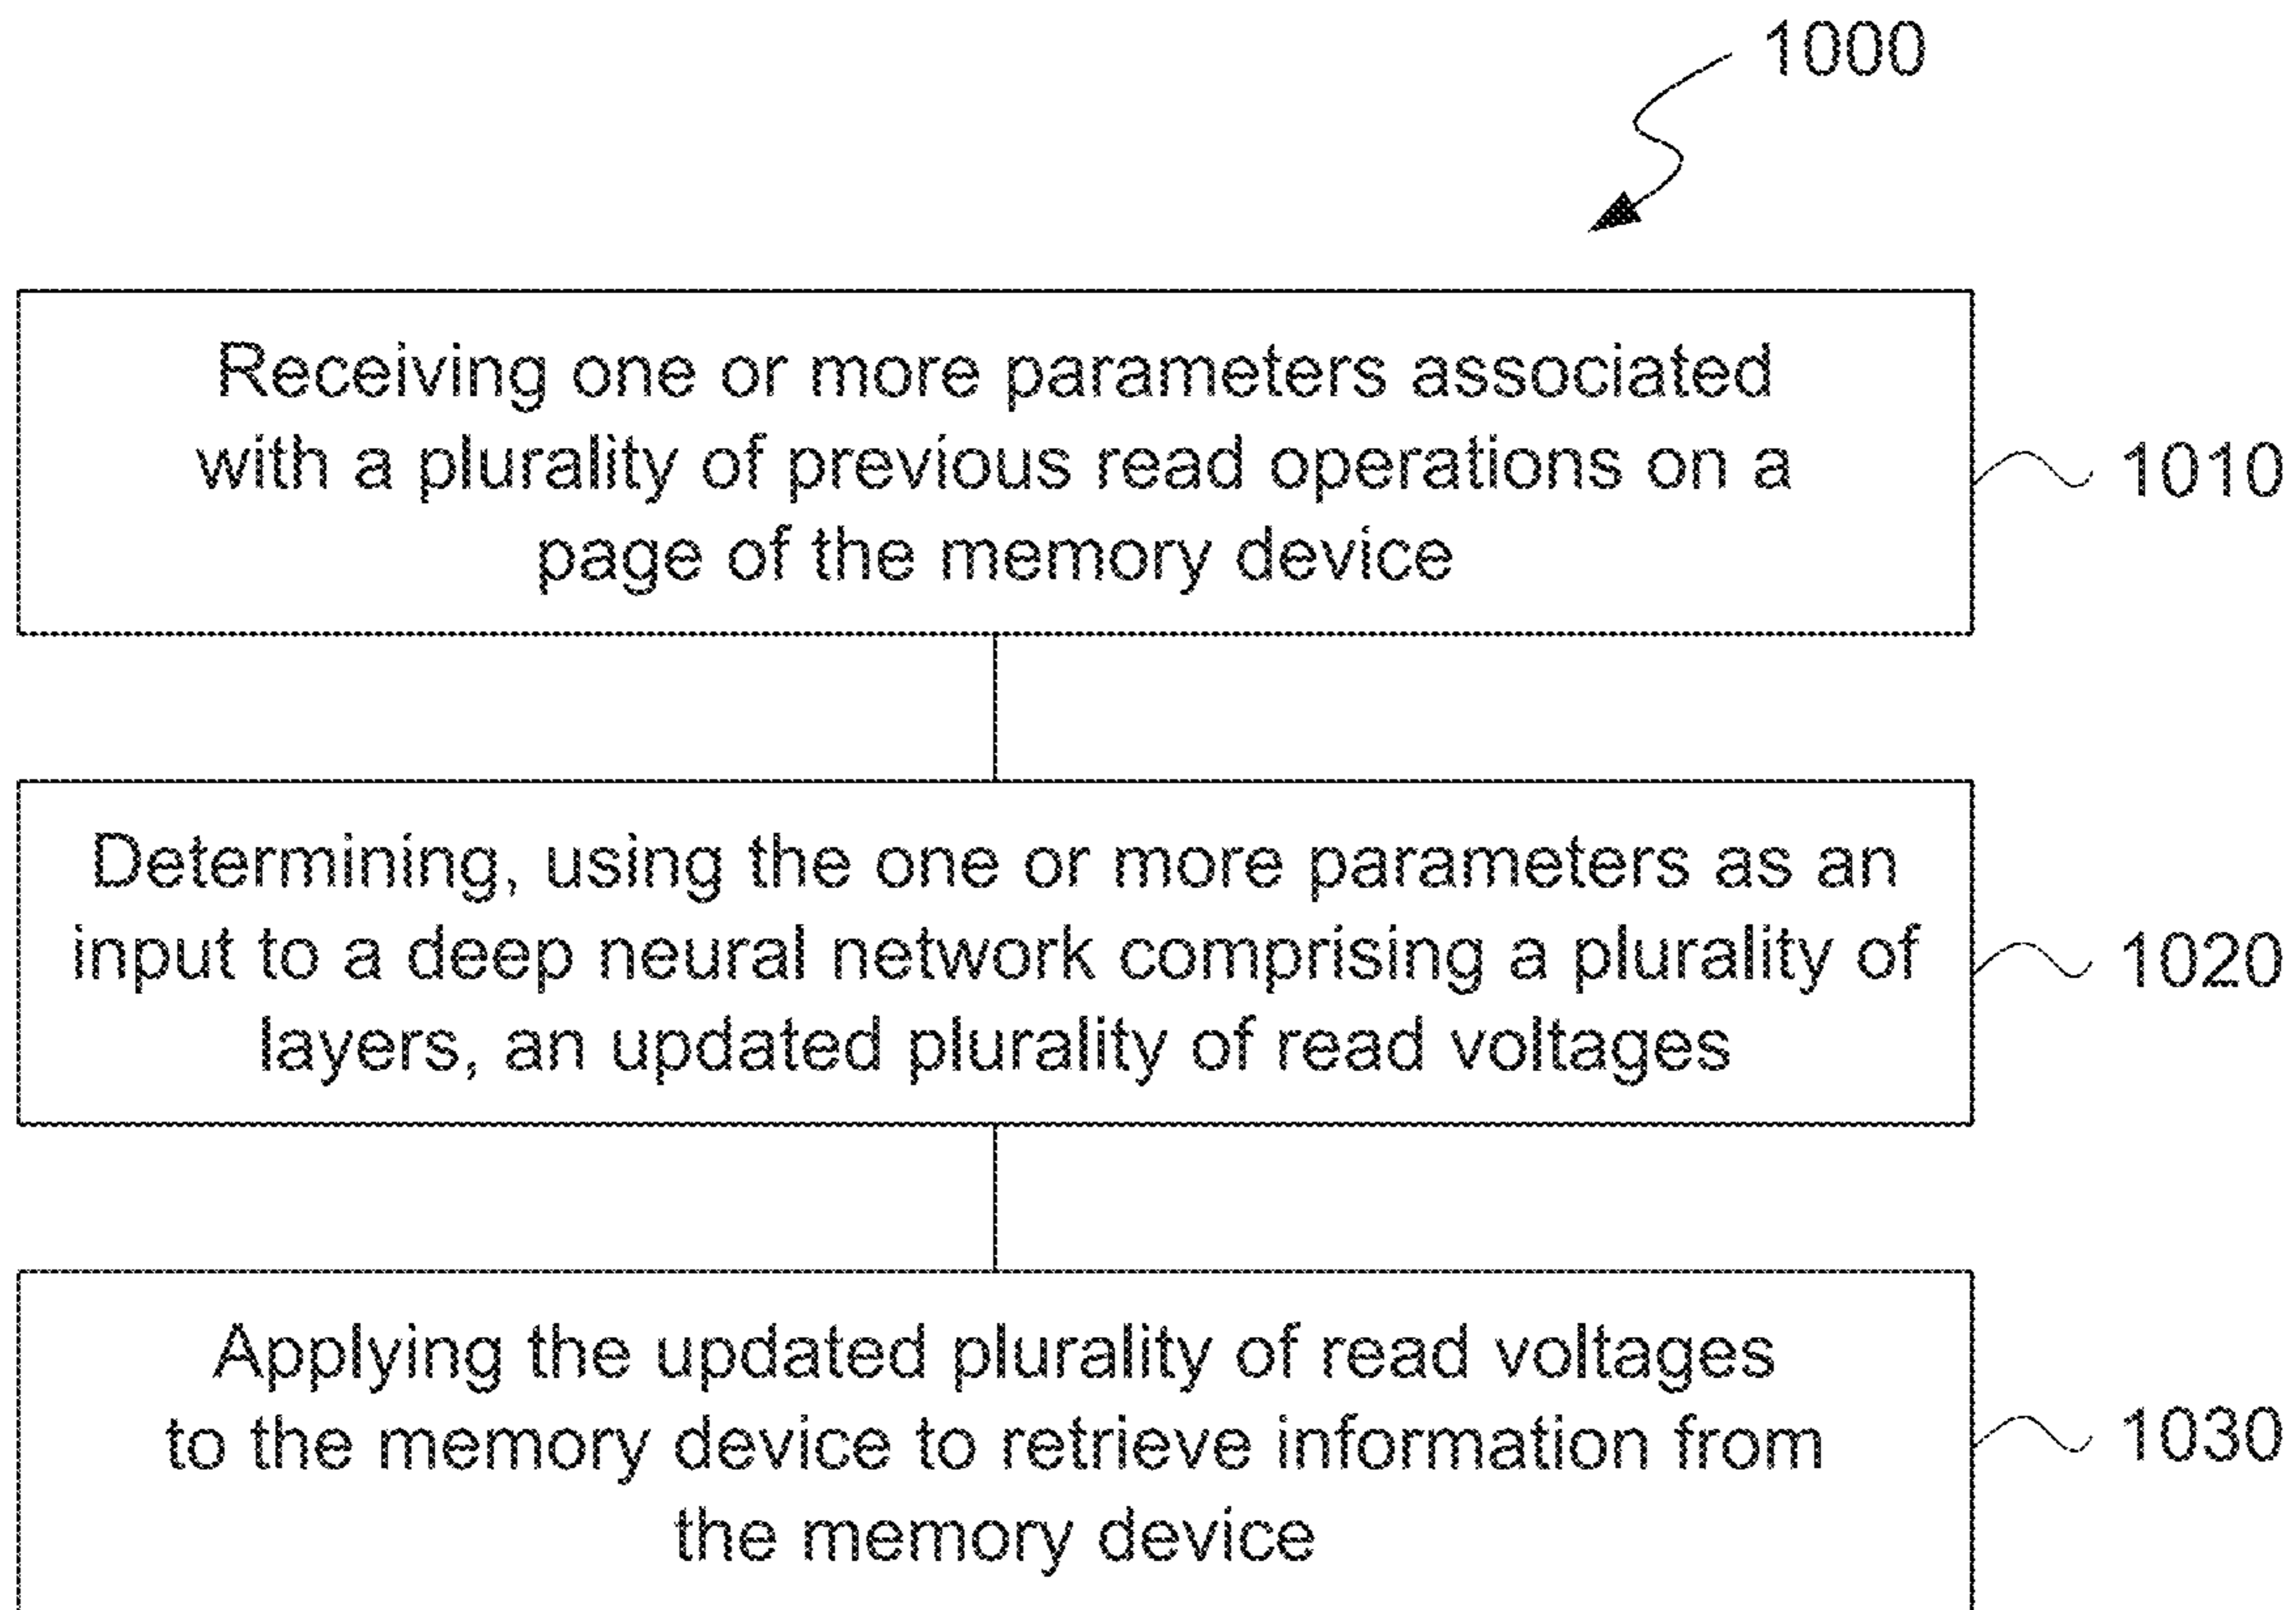 1000
Receiving one or more parameters associated
with a plurality of previous read operations on a
page of the memory device
1010
Determining, using the one or more parameters as an
input to a deep neural network comprising a plurality of
layers, an updated plurality of read voltages
1020
Applying the updated plurality of read voltages
to the memory device to retrieve information from
the memory device
1030